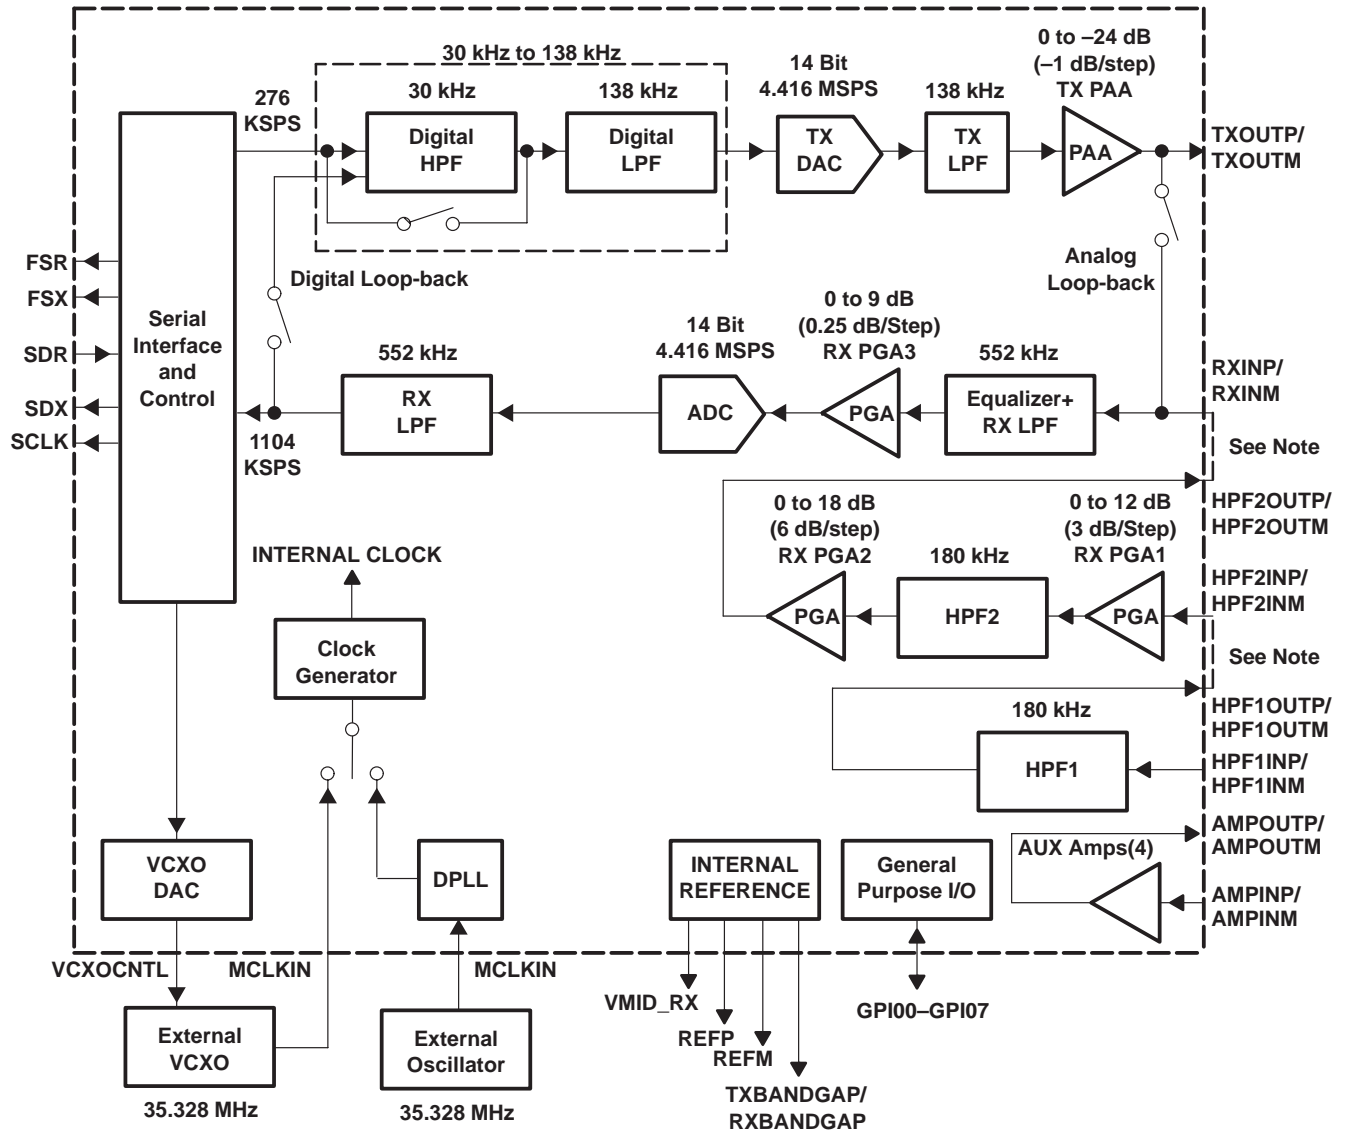 30 kHz to 138 kHz
0 to –24 dB
(–1 dB/step)
TX PAA
14 Bit
4.416 MSPS
276
KSPS
30 kHz
138 kHz
138 kHz
Digital
HPF
Digital
LPF
TX
DAC
TX
LPF
PAA
TXOUTP/
TXOUTM
FSR
FSX
SDR
SDX
SCLK
Serial
Interface
and
Control
Digital Loop-back
Analog
Loop-back
0 to 9 dB
(0.25 dB/Step)
RX PGA3
14 Bit
4.416 MSPS
552 kHz
552 kHz
RX
LPF
ADC
PGA
Equalizer+
RX LPF
RXINP/
RXINM
1104
KSPS
See Note
HPF2OUTP/
HPF2OUTM
0 to 18 dB
(6 dB/step)
RX PGA2
180 kHz
0 to 12 dB
(3 dB/Step)
RX PGA1
PGA
HPF2
PGA
HPF2INP/
HPF2INM
See Note
INTERNAL CLOCK
Clock
Generator
HPF1OUTP/
HPF1OUTM
180 kHz
HPF1
HPF1INP/
HPF1INM
AMPOUTP/
AMPOUTM
AUX Amps(4)
AMPINP/
AMPINM
VCXO
DAC
DPLL
INTERNAL
REFERENCE
General
Purpose I/O
VCXOCNTL
MCLKIN
MCLKIN
VMID_RX
REFP
REFM
TXBANDGAP/
RXBANDGAP
GPI00–GPI07
External
VCXO
External
Oscillator
35.328 MHz
35.328 MHz